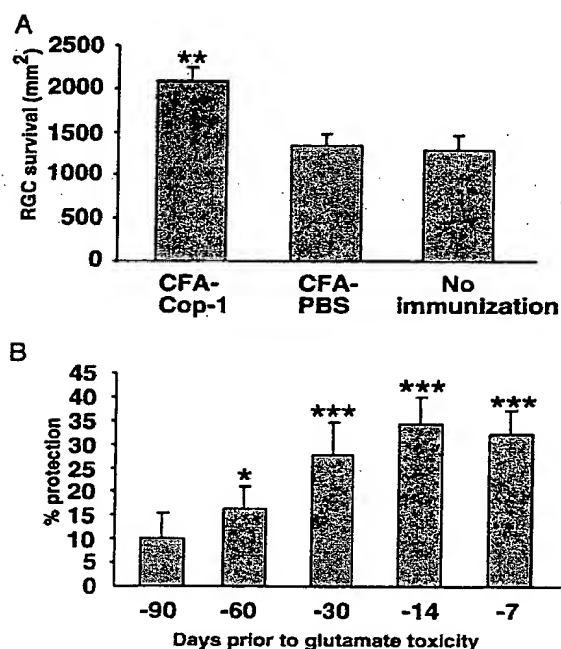 A
RGC survival (mm²)
2500
2000
1500
1000
500
0
**
CFA-
Cop-1
CFA-
PBS
No
immunization
B
% protection
45
40
35
30
25
20
15
10
5
0
*
***
***
***
-90 -60 -30 -14 -7
Days prior to glutamate toxicity